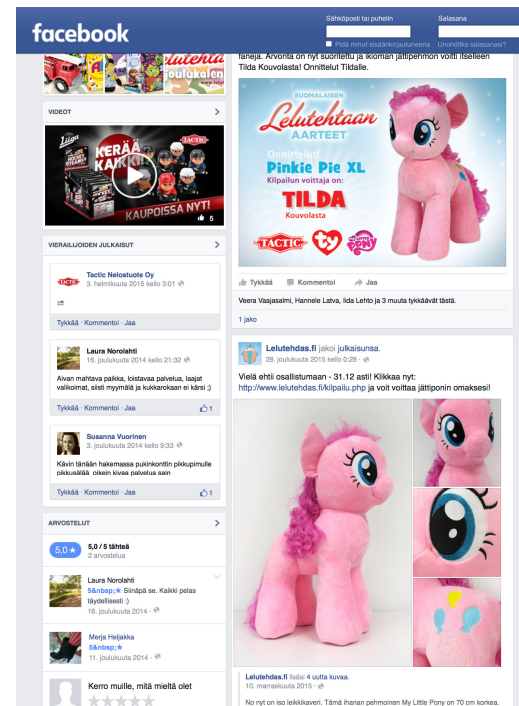 facebook
Sähköposti tai puhelin
Salasana
Pidä minut sisäänkirjautuneena
Unohditko salasanasi?
joulukalen
VIDEOT
Liiga
KERÄÄ
KAIKKI
TACTIC
KAUPOISSA NYT!
5
VIERAILIJOIDEN JULKAISUT
TACTIC
Tactic Nelostuote Oy
3. helmikuuta 2015 kello 3:01
Tykkää · Kommentoi · Jaa
Laura Norolahti
16. joulukuuta 2014 kello 21:32
Aivan mahtava paikka, loistavaa palvelua, laajat
valikoimat, siisti myymälä ja kukkarokaan ei kärsi :)
Tykkää · Kommentoi · Jaa
1
Susanna Vuorinen
3. joulukuuta 2014 kello 9:33
Kävin tänään hakemassa pukinkonttin pikkupimulle
pikkusälää, oikein kivaa palvelua sain
Tykkää · Kommentoi · Jaa
1
ARVOSTELUT
5,0 ★
5,0 / 5 tähteä
2 arvostelua
Laura Norolahti
5&nbsp;★ Siinäpä se. Kaikki pelas
täydellisesti :)
16. joulukuuta 2014 ·
Merja Heljakka
5&nbsp;★
11. joulukuuta 2014 ·
Kerro muille, mitä mieltä olet
faneja. Arvonta on nyt suoritettu ja ikioman jättipehmon voitti itselleen
Tilda Kouvolasta! Onnittelut Tildalle.
SUOMALAISEN
Lelutehtaan
AARTEET
Onnittelut!
Pinkie Pie XL
Kilpailun voittaja on:
TILDA
Kouvolasta
TACTIC
ty
MY LITTLE PONY
Tykkää
Kommentoi
Jaa
Veera Vaajasalmi, Hannele Latva, Iida Lehto ja 3 muuta tykkäävät tästä.
1 jako
Lelutehdas.fi jakoi julkaisunsa.
28. joulukuuta 2015 kello 0:28 ·
Vielä ehtii osallistumaan - 31.12 asti! Klikkaa nyt:
http://www.lelutehdas.fi/kilpailu.php ja voit voittaa jättiponin omaksesi!
Lelutehdas.fi lisäsi 4 uutta kuvaa.
10. marraskuuta 2015 ·
No nyt on iso leikkikaveri. Tämä ihanan pehmoinen My Little Pony on 70 cm korkea.